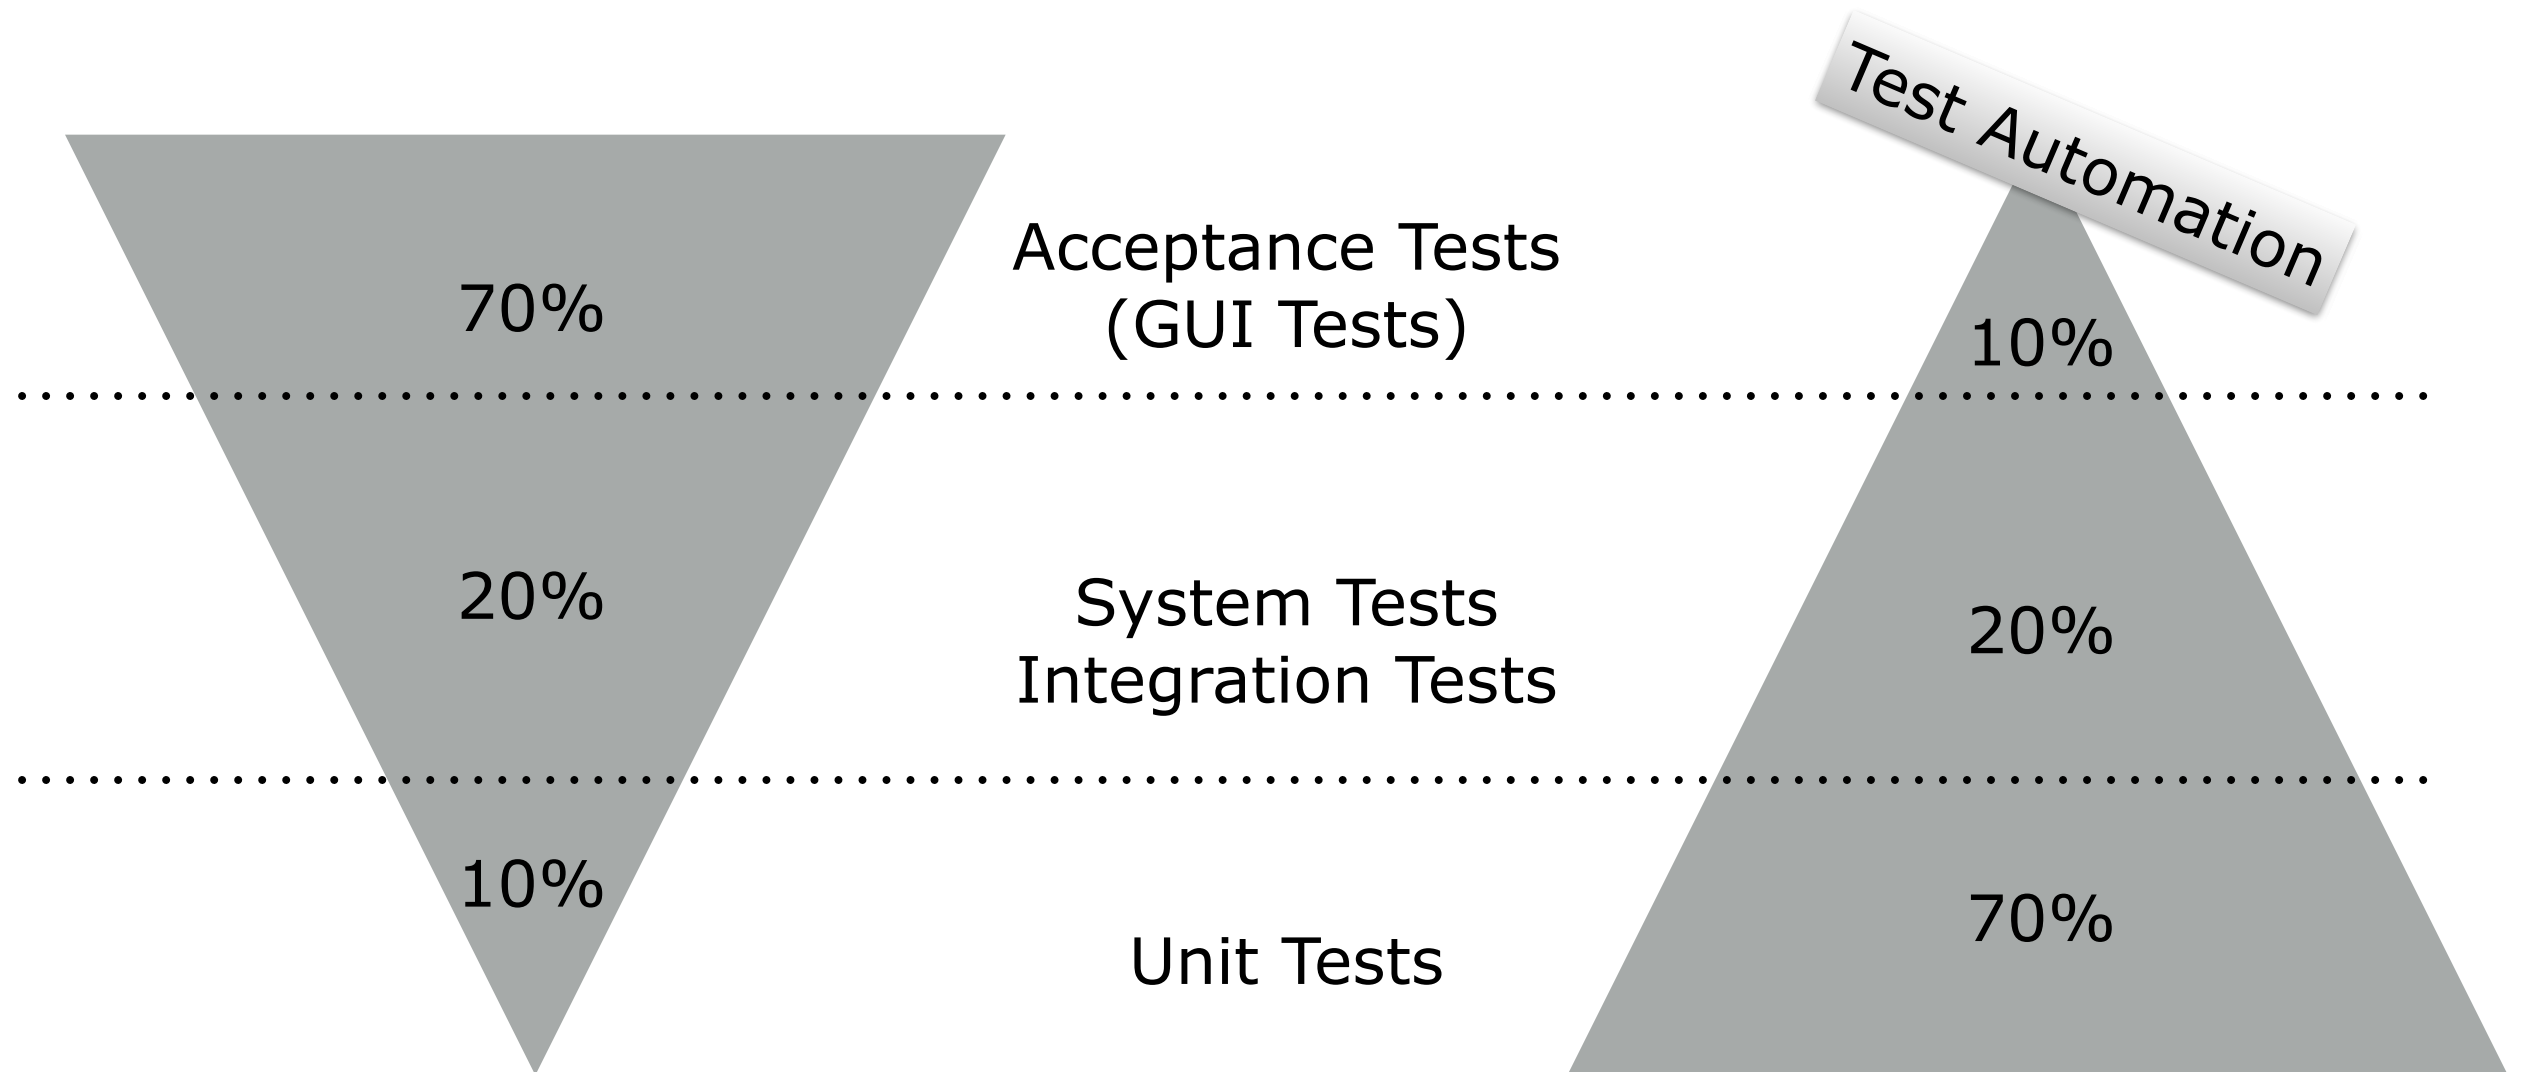 Test Automation
70%
Acceptance Tests
(GUI Tests)
10%
20%
System Tests
Integration Tests
20%
10%
Unit Tests
70%